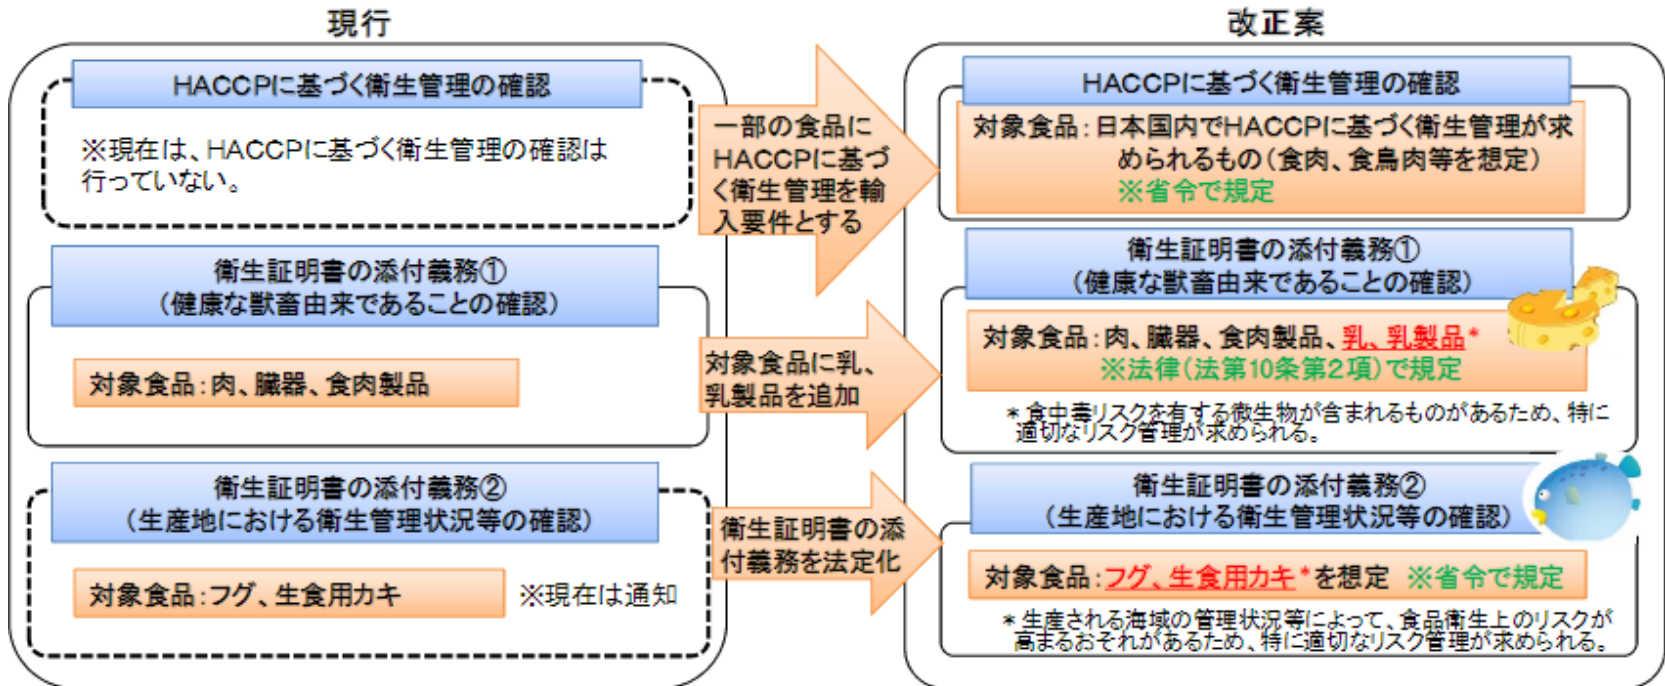 現行
HACCPに基づく衛生管理の確認
※現在は、HACCPに基づく衛生管理の確認は
行っていない。
衛生証明書の添付義務①
（健康な獣畜由来であることの確認）
対象食品：肉、臓器、食肉製品
衛生証明書の添付義務②
（生産地における衛生管理状況等の確認）
対象食品：フグ、生食用カキ
※現在は通知
一部の食品に
HACCPに基づ
く衛生管理を輸
入要件とする
対象食品に乳、
乳製品を追加
衛生証明書の添
付義務を法定化
改正案
HACCPに基づく衛生管理の確認
対象食品：日本国内でHACCPに基づく衛生管理が求
められるもの（食肉、食鳥肉等を想定）
※省令で規定
衛生証明書の添付義務①
（健康な獣畜由来であることの確認）
対象食品：肉、臓器、食肉製品、乳、乳製品*
※法律（法第10条第２項）で規定
* 食中毒リスクを有する微生物が含まれるものがあるため、特に
適切なリスク管理が求められる。
衛生証明書の添付義務②
（生産地における衛生管理状況等の確認）
対象食品：フグ、生食用カキ*を想定 ※省令で規定
* 生産される海域の管理状況等によって、食品衛生上のリスクが
高まるおそれがあるため、特に適切なリスク管理が求められる。